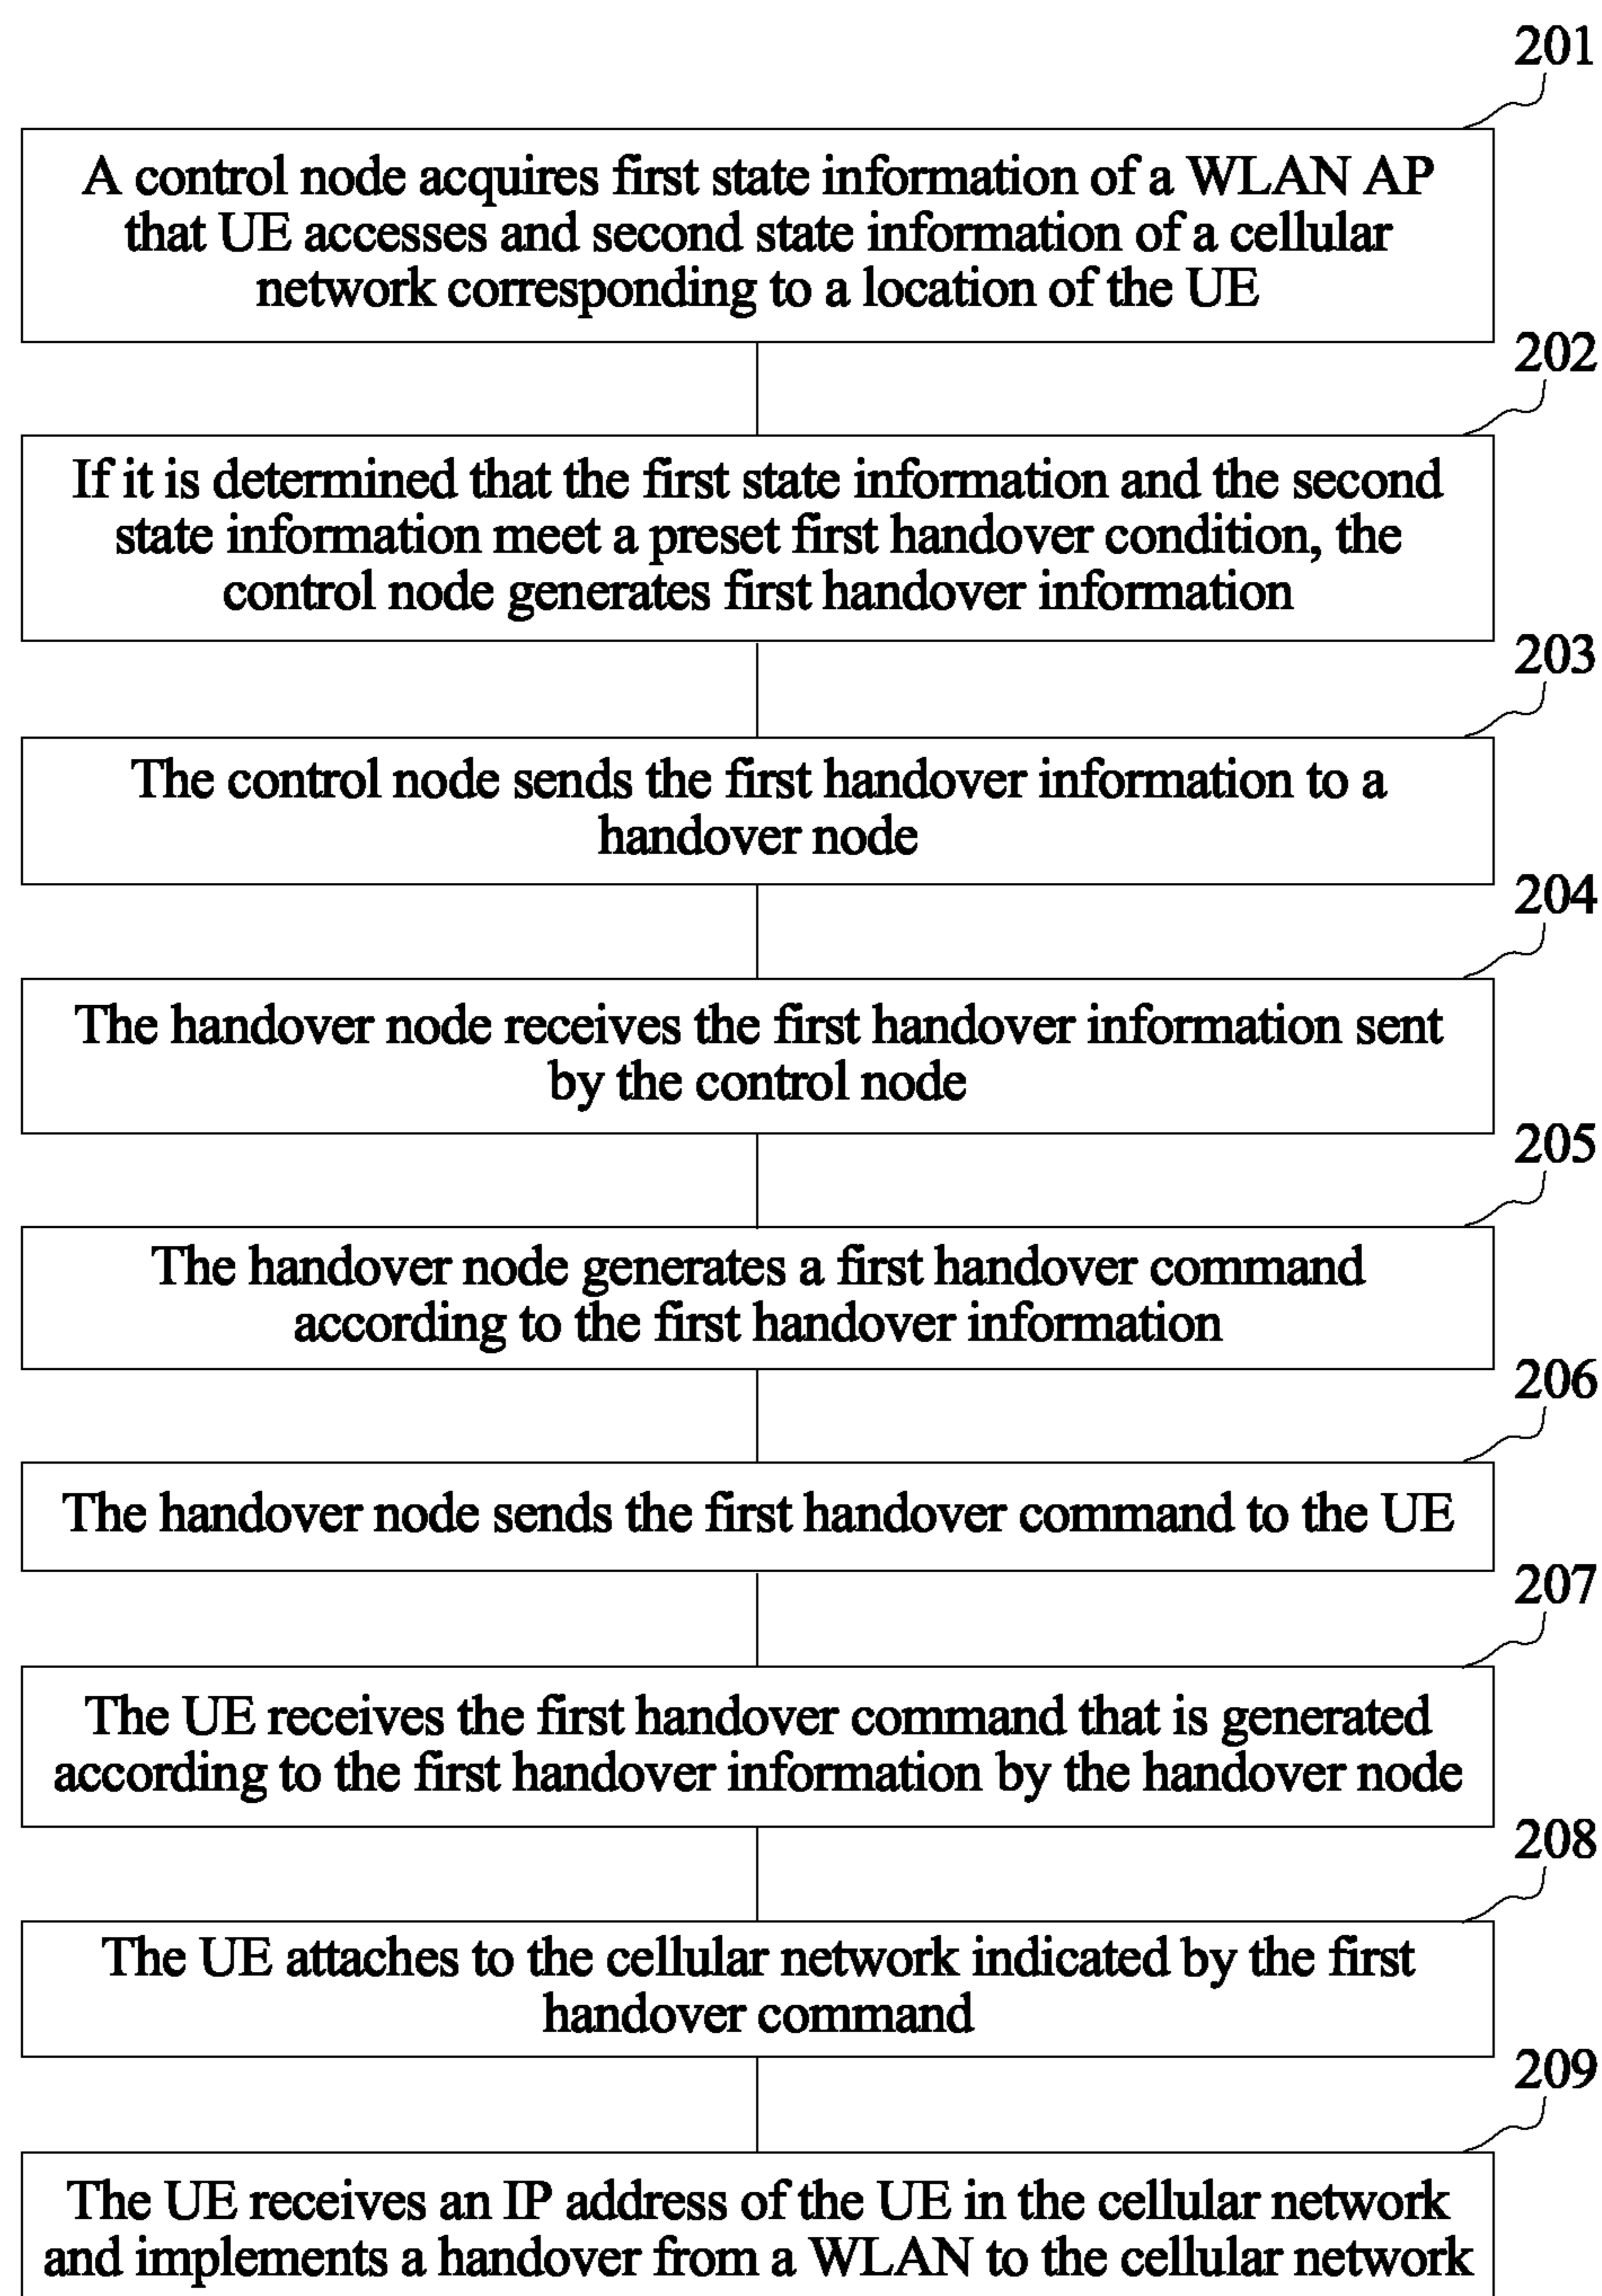 201
A control node acquires first state information of a WLAN AP
that UE accesses and second state information of a cellular
network corresponding to a location of the UE
202
If it is determined that the first state information and the second
state information meet a preset first handover condition, the
control node generates first handover information
203
The control node sends the first handover information to a
handover node
204
The handover node receives the first handover information sent
by the control node
205
The handover node generates a first handover command
according to the first handover information
206
The handover node sends the first handover command to the UE
207
The UE receives the first handover command that is generated
according to the first handover information by the handover node
208
The UE attaches to the cellular network indicated by the first
handover command
209
The UE receives an IP address of the UE in the cellular network
and implements a handover from a WLAN to the cellular network